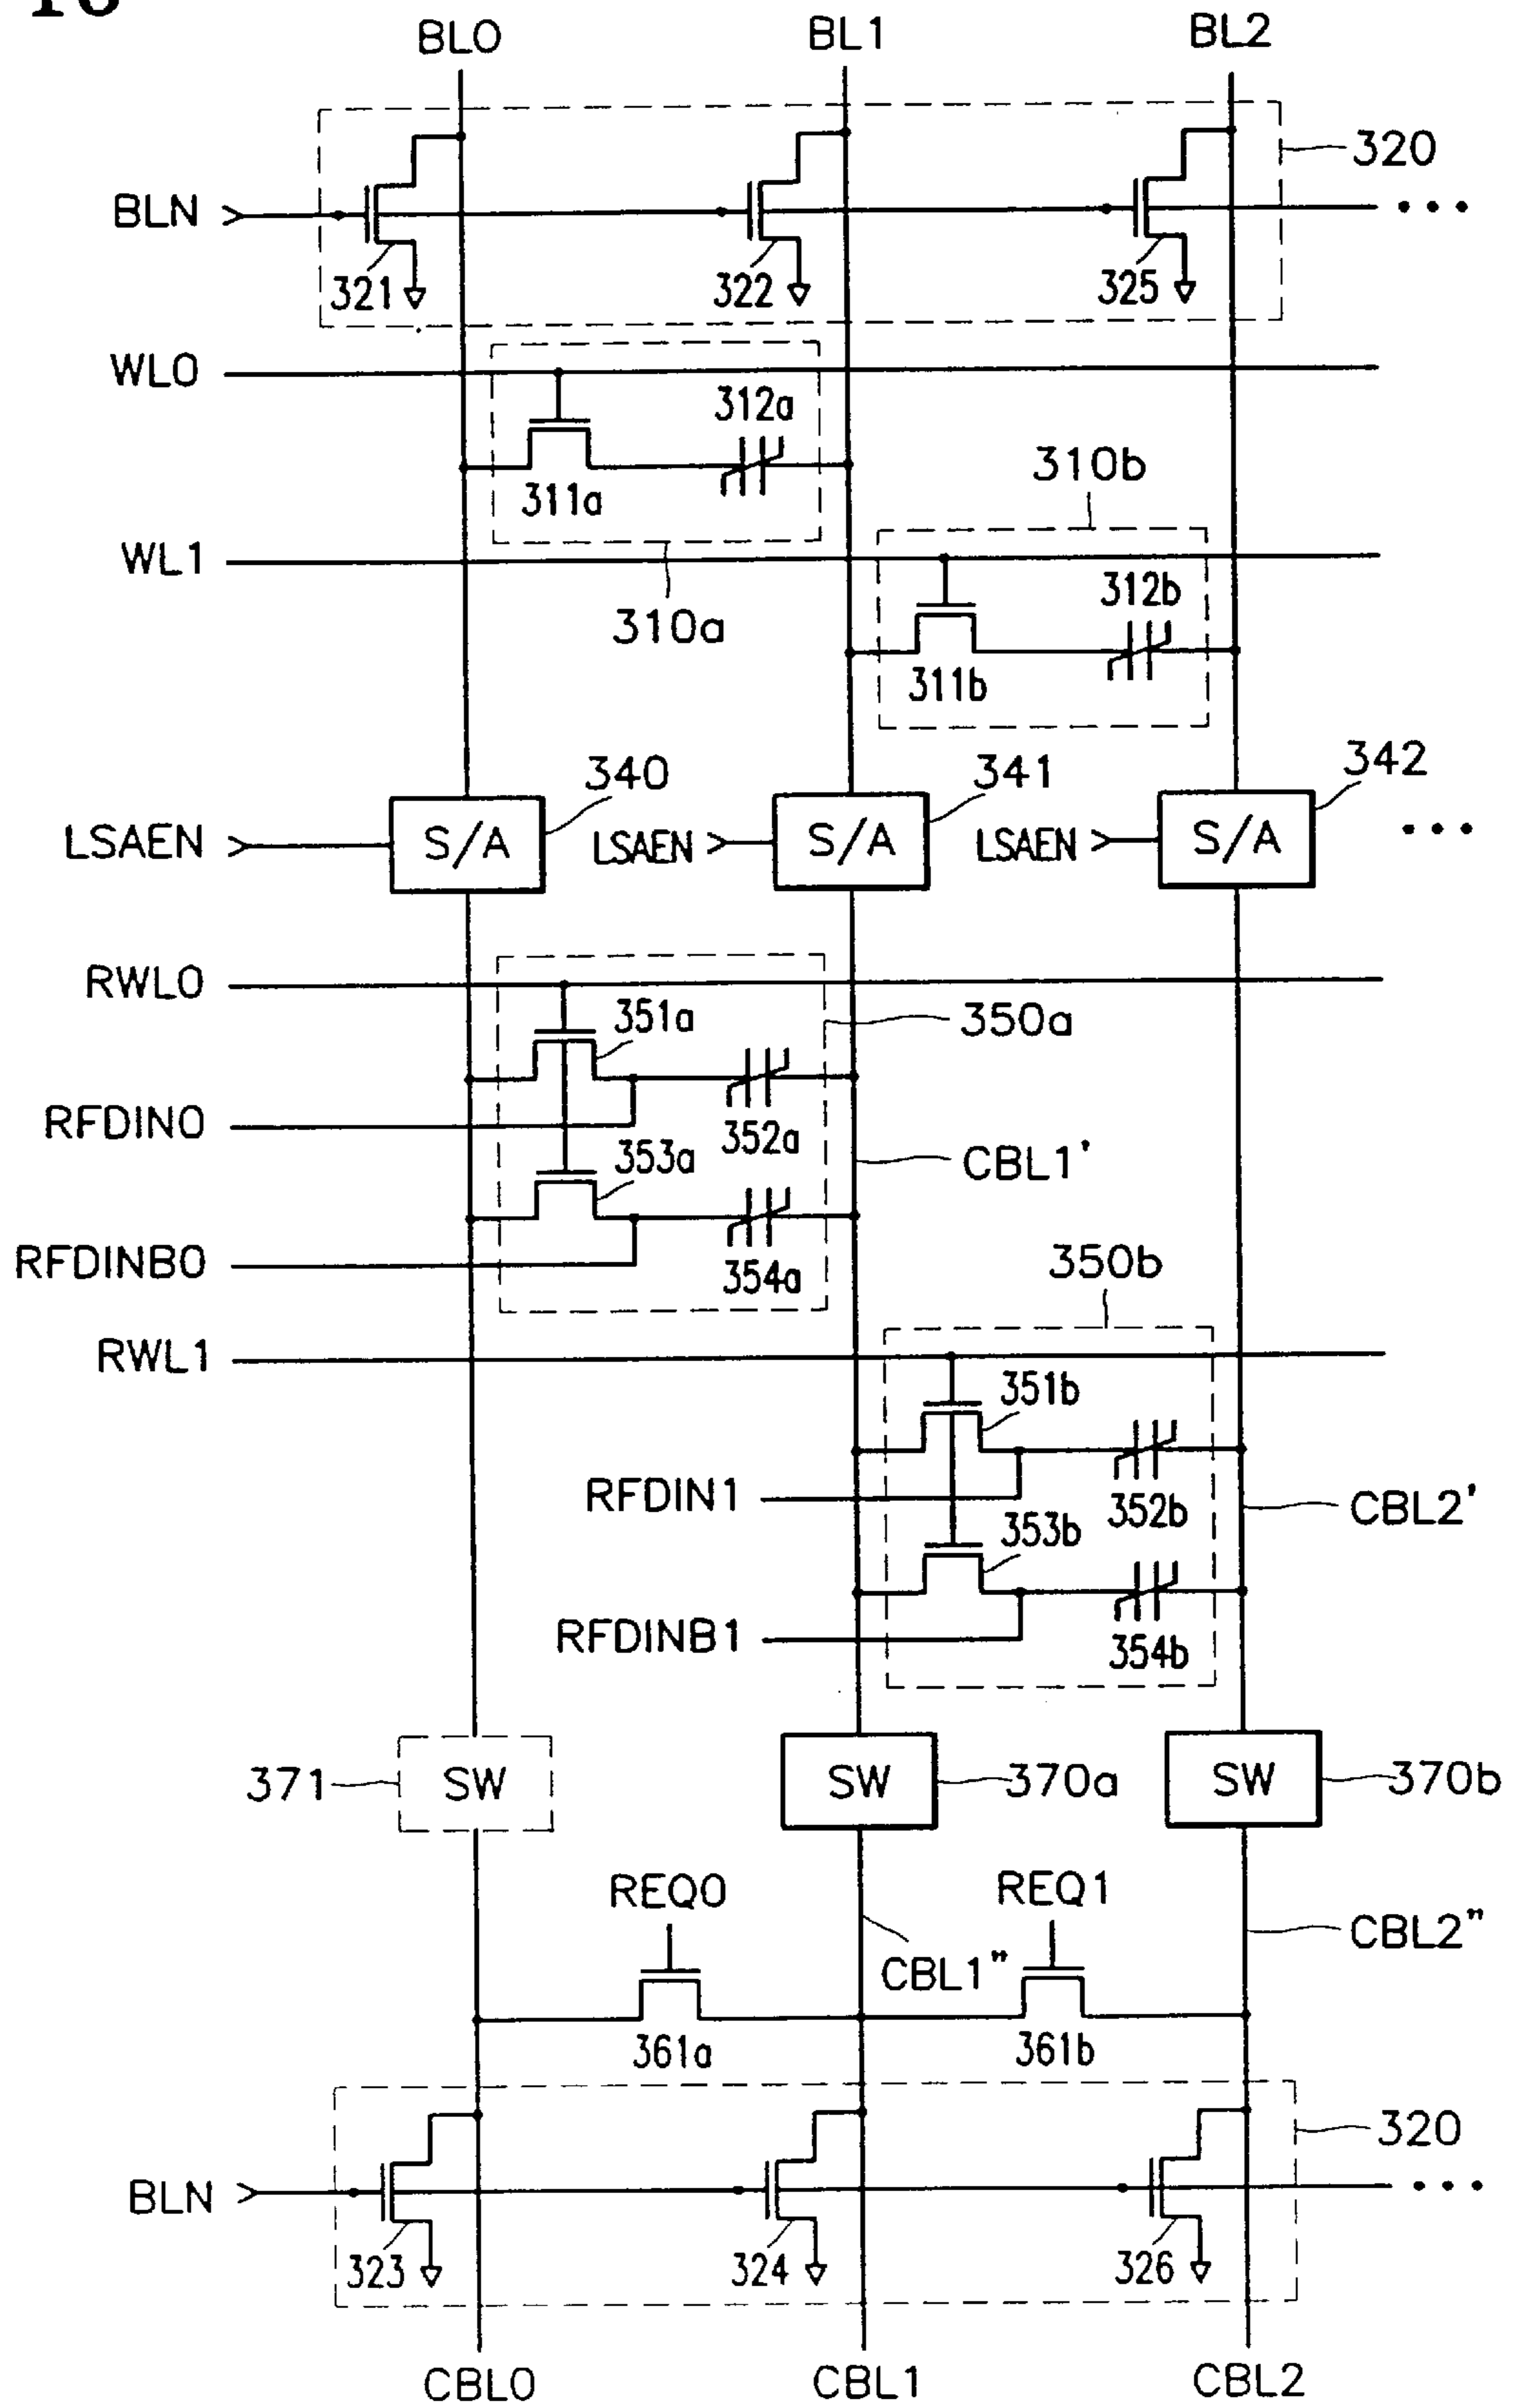 BL0 BL1 BL2
320
BLN
321 322 325
WL0
312a
311a
310b
WL1
312b
310a
311b
340 341 342
LSAEN S/A LSAEN S/A LSAEN S/A
RWL0
351a 350a
RFDIN0
352a
353a CBL1'
RFDINB0
354a
350b
RWL1
351b
RFDIN1
352b CBL2'
353b
RFDINB1
354b
371 SW SW 370a SW 370b
REQ0 REQ1
CBL1" CBL2"
361a 361b
320
BLN
323 324 326
CBL0 CBL1 CBL2